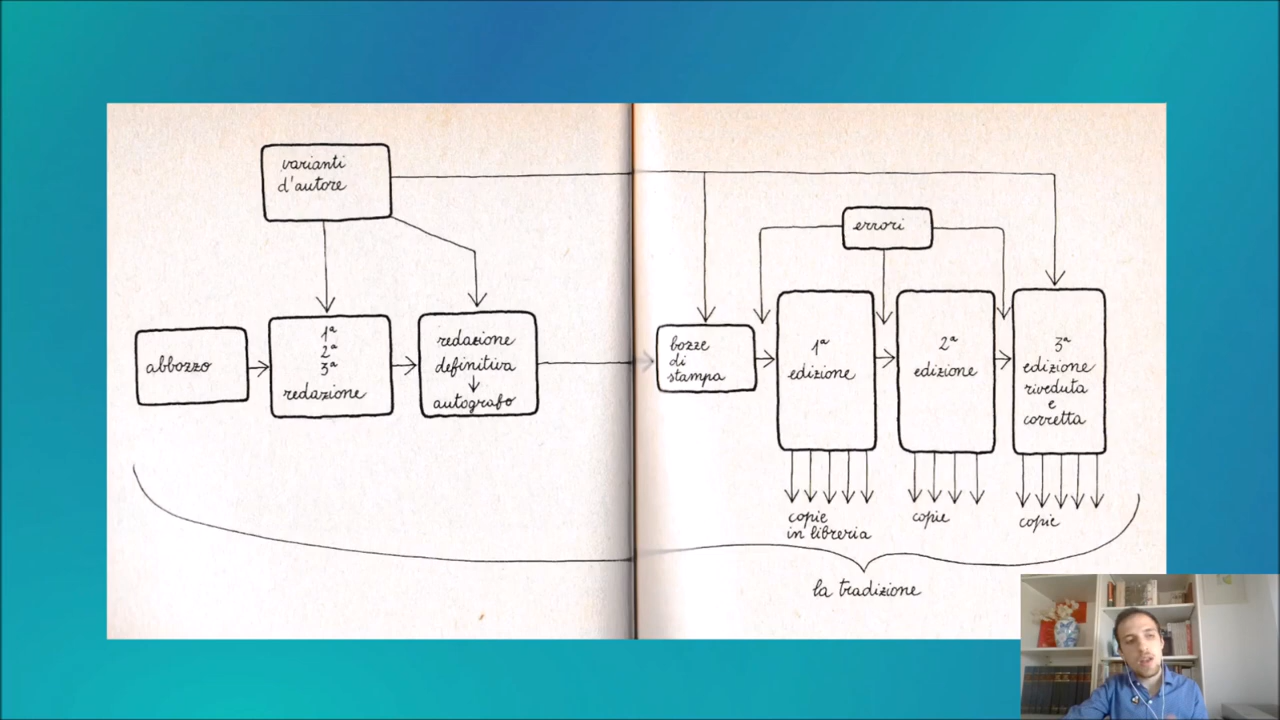 varianti
d'autore
errori
abbozzo
1ª
2ª
3ª
redazione
redazione
definitiva
autografo
bozze
di
stampa
1ª
edizione
2ª
edizione
3ª
edizione
riveduta
e
corretta
copie
in libreria
copie
copie
la tradizione